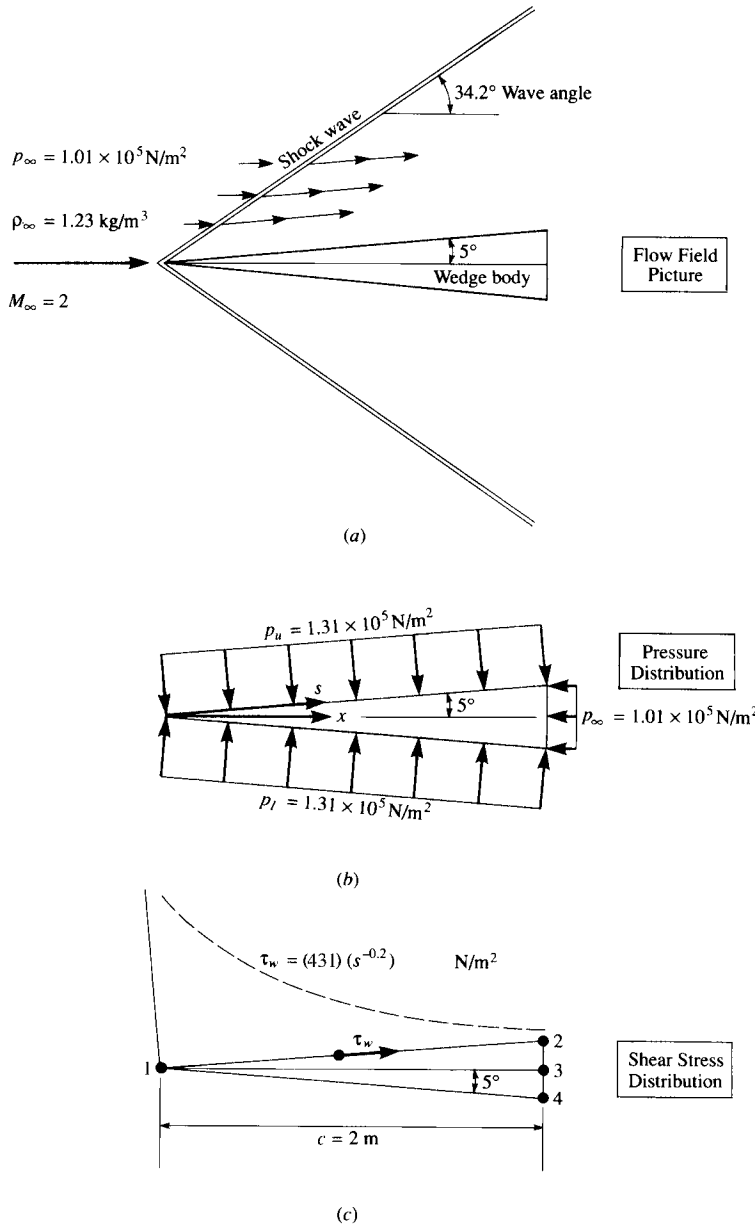 34.2° Wave angle
Shock wave
p∞ = 1.01 × 10⁵ N/m²
ρ∞ = 1.23 kg/m³
5°
Wedge body
Flow Field
Picture
M∞ = 2
(a)
pᵤ = 1.31 × 10⁵ N/m²
Pressure
Distribution
s
5°
x
p∞ = 1.01 × 10⁵ N/m²
pₗ = 1.31 × 10⁵ N/m²
(b)
τ_w = (431) (s⁻⁰·²) N/m²
τ_w
2
1
3
5°
4
Shear Stress
Distribution
c = 2 m
(c)